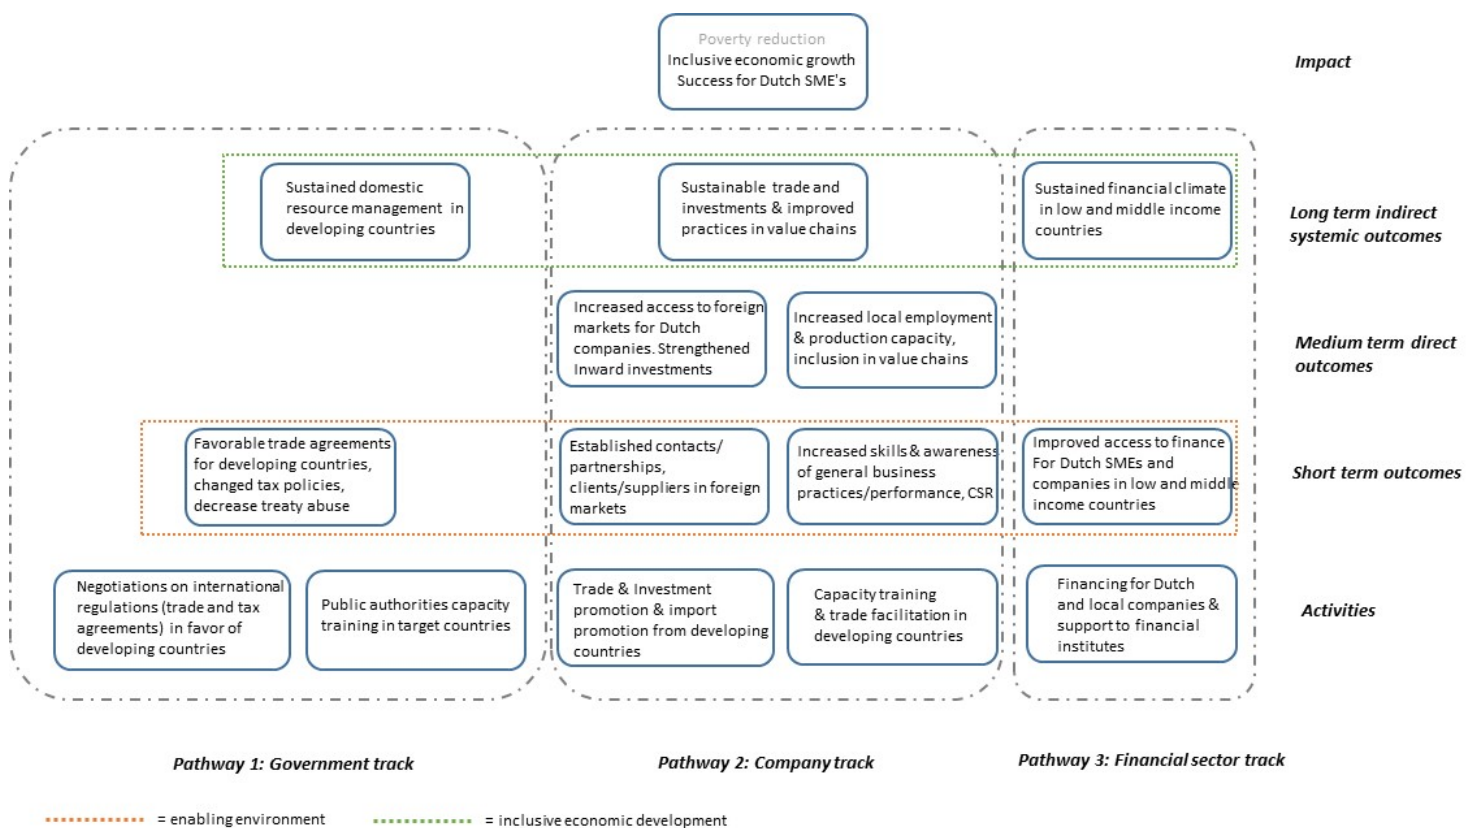 Poverty reduction
Inclusive economic growth
Success for Dutch SME's
Impact
Sustained domestic
resource management in
developing countries
Sustainable trade and
investments & improved
practices in value chains
Sustained financial climate
in low and middle income
countries
Long term indirect
systemic outcomes
Increased access to foreign
markets for Dutch
companies. Strengthened
Inward investments
Increased local employment
& production capacity,
inclusion in value chains
Medium term direct
outcomes
Favorable trade agreements
for developing countries,
changed tax policies,
decrease treaty abuse
Established contacts/
partnerships,
clients/suppliers in foreign
markets
Increased skills & awareness
of general business
practices/performance, CSR
Improved access to finance
For Dutch SMEs and
companies in low and middle
income countries
Short term outcomes
Negotiations on international
regulations (trade and tax
agreements) in favor of
developing countries
Public authorities capacity
training in target countries
Trade & Investment
promotion & import
promotion from developing
countries
Capacity training
& trade facilitation in
developing countries
Financing for Dutch
and local companies &
support to financial
institutes
Activities
Pathway 1: Government track
Pathway 2: Company track
Pathway 3: Financial sector track
= enabling environment
= inclusive economic development